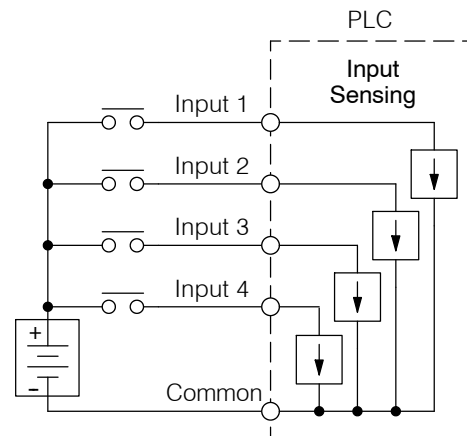 PLC
Input
Sensing
Input 1
Input 2
Input 3
Input 4
+
-
Common